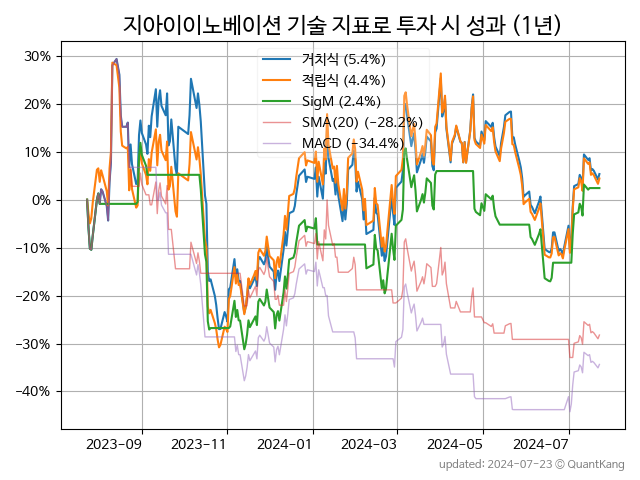 지아이이노베이션 기술 지표로 투자 시 성과 (1년)
거치식 (5.4%)
적립식 (4.4%)
SigM (2.4%)
SMA(20) (−28.2%)
MACD (−34.4%)
30%
20%
10%
0%
−10%
−20%
−30%
−40%
2023-09
2023-11
2024-01
2024-03
2024-05
2024-07
updated: 2024-07-23 © QuantKang